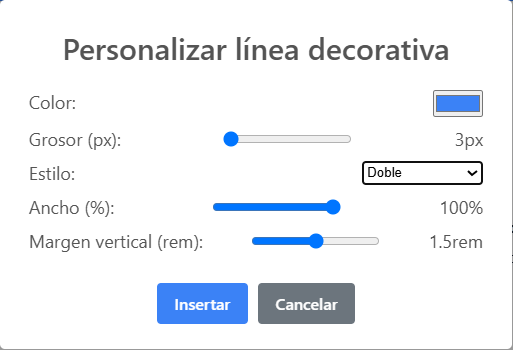 Personalizar línea decorativa
Color:
Grosor (px): 3px
Estilo: Doble
Ancho (%): 100%
Margen vertical (rem): 1.5rem
Insertar Cancelar